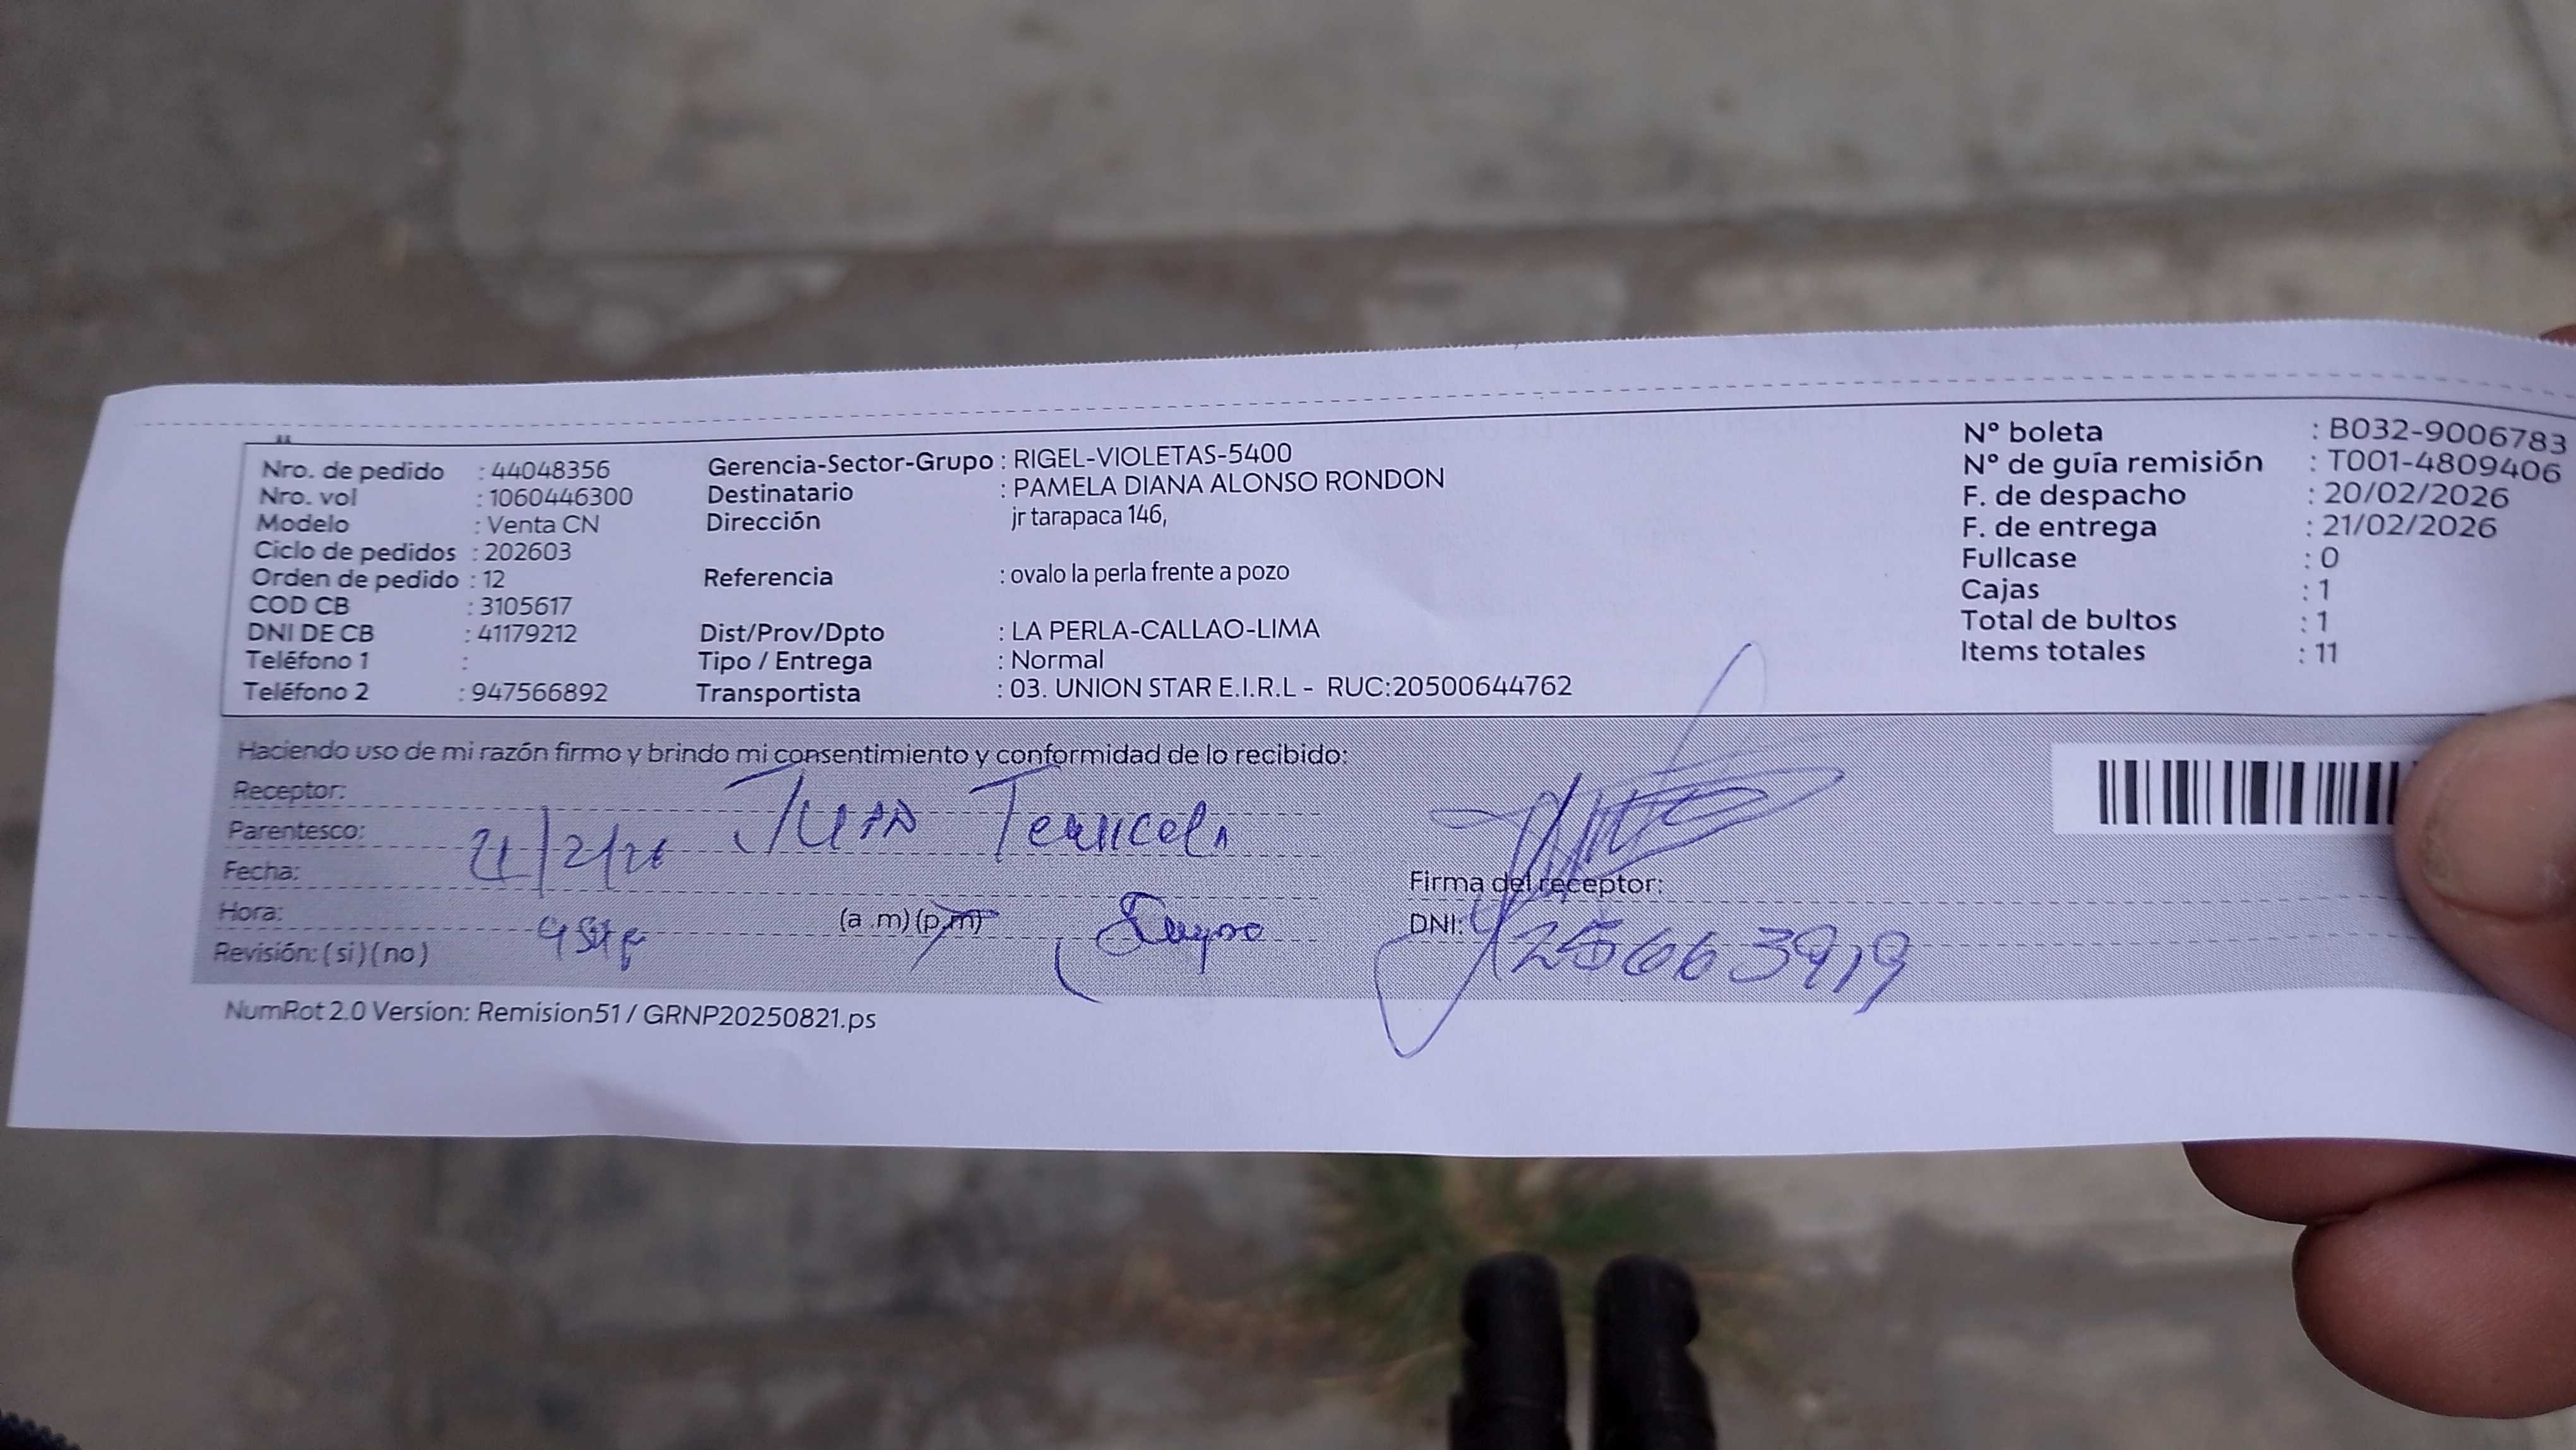 Nro. de pedido : 44048356
Nro. vol : 1060446300
Modelo : Venta CN
Ciclo de pedidos : 202603
Orden de pedido : 12
COD CB : 3105617
DNI DE CB : 41179212
Teléfono 1 :
Teléfono 2 : 947566892
Gerencia-Sector-Grupo : RIGEL-VIOLETAS-5400
Destinatario : PAMELA DIANA ALONSO RONDON
Dirección jr tarapaca 146,
Referencia : ovalo la perla frente a pozo
Dist/Prov/Dpto : LA PERLA-CALLAO-LIMA
Tipo / Entrega : Normal
Transportista : 03. UNION STAR E.I.R.L - RUC:20500644762
N° boleta : B032-9006783
N° de guía remisión : T001-4809406
F. de despacho : 20/02/2026
F. de entrega : 21/02/2026
Fullcase : 0
Cajas : 1
Total de bultos : 1
Items totales : 11
Haciendo uso de mi razón firmo y brindo mi consentimiento y conformidad de lo recibido:
Receptor: Juan
Parentesco:
Fecha: 21/2/26
Hora: (a .m) (p.m)
Revisión: ( si ) ( no )
Firma del receptor:
DNI: 25663919
NumRot 2.0 Version: Remision51 / GRNP20250821.ps